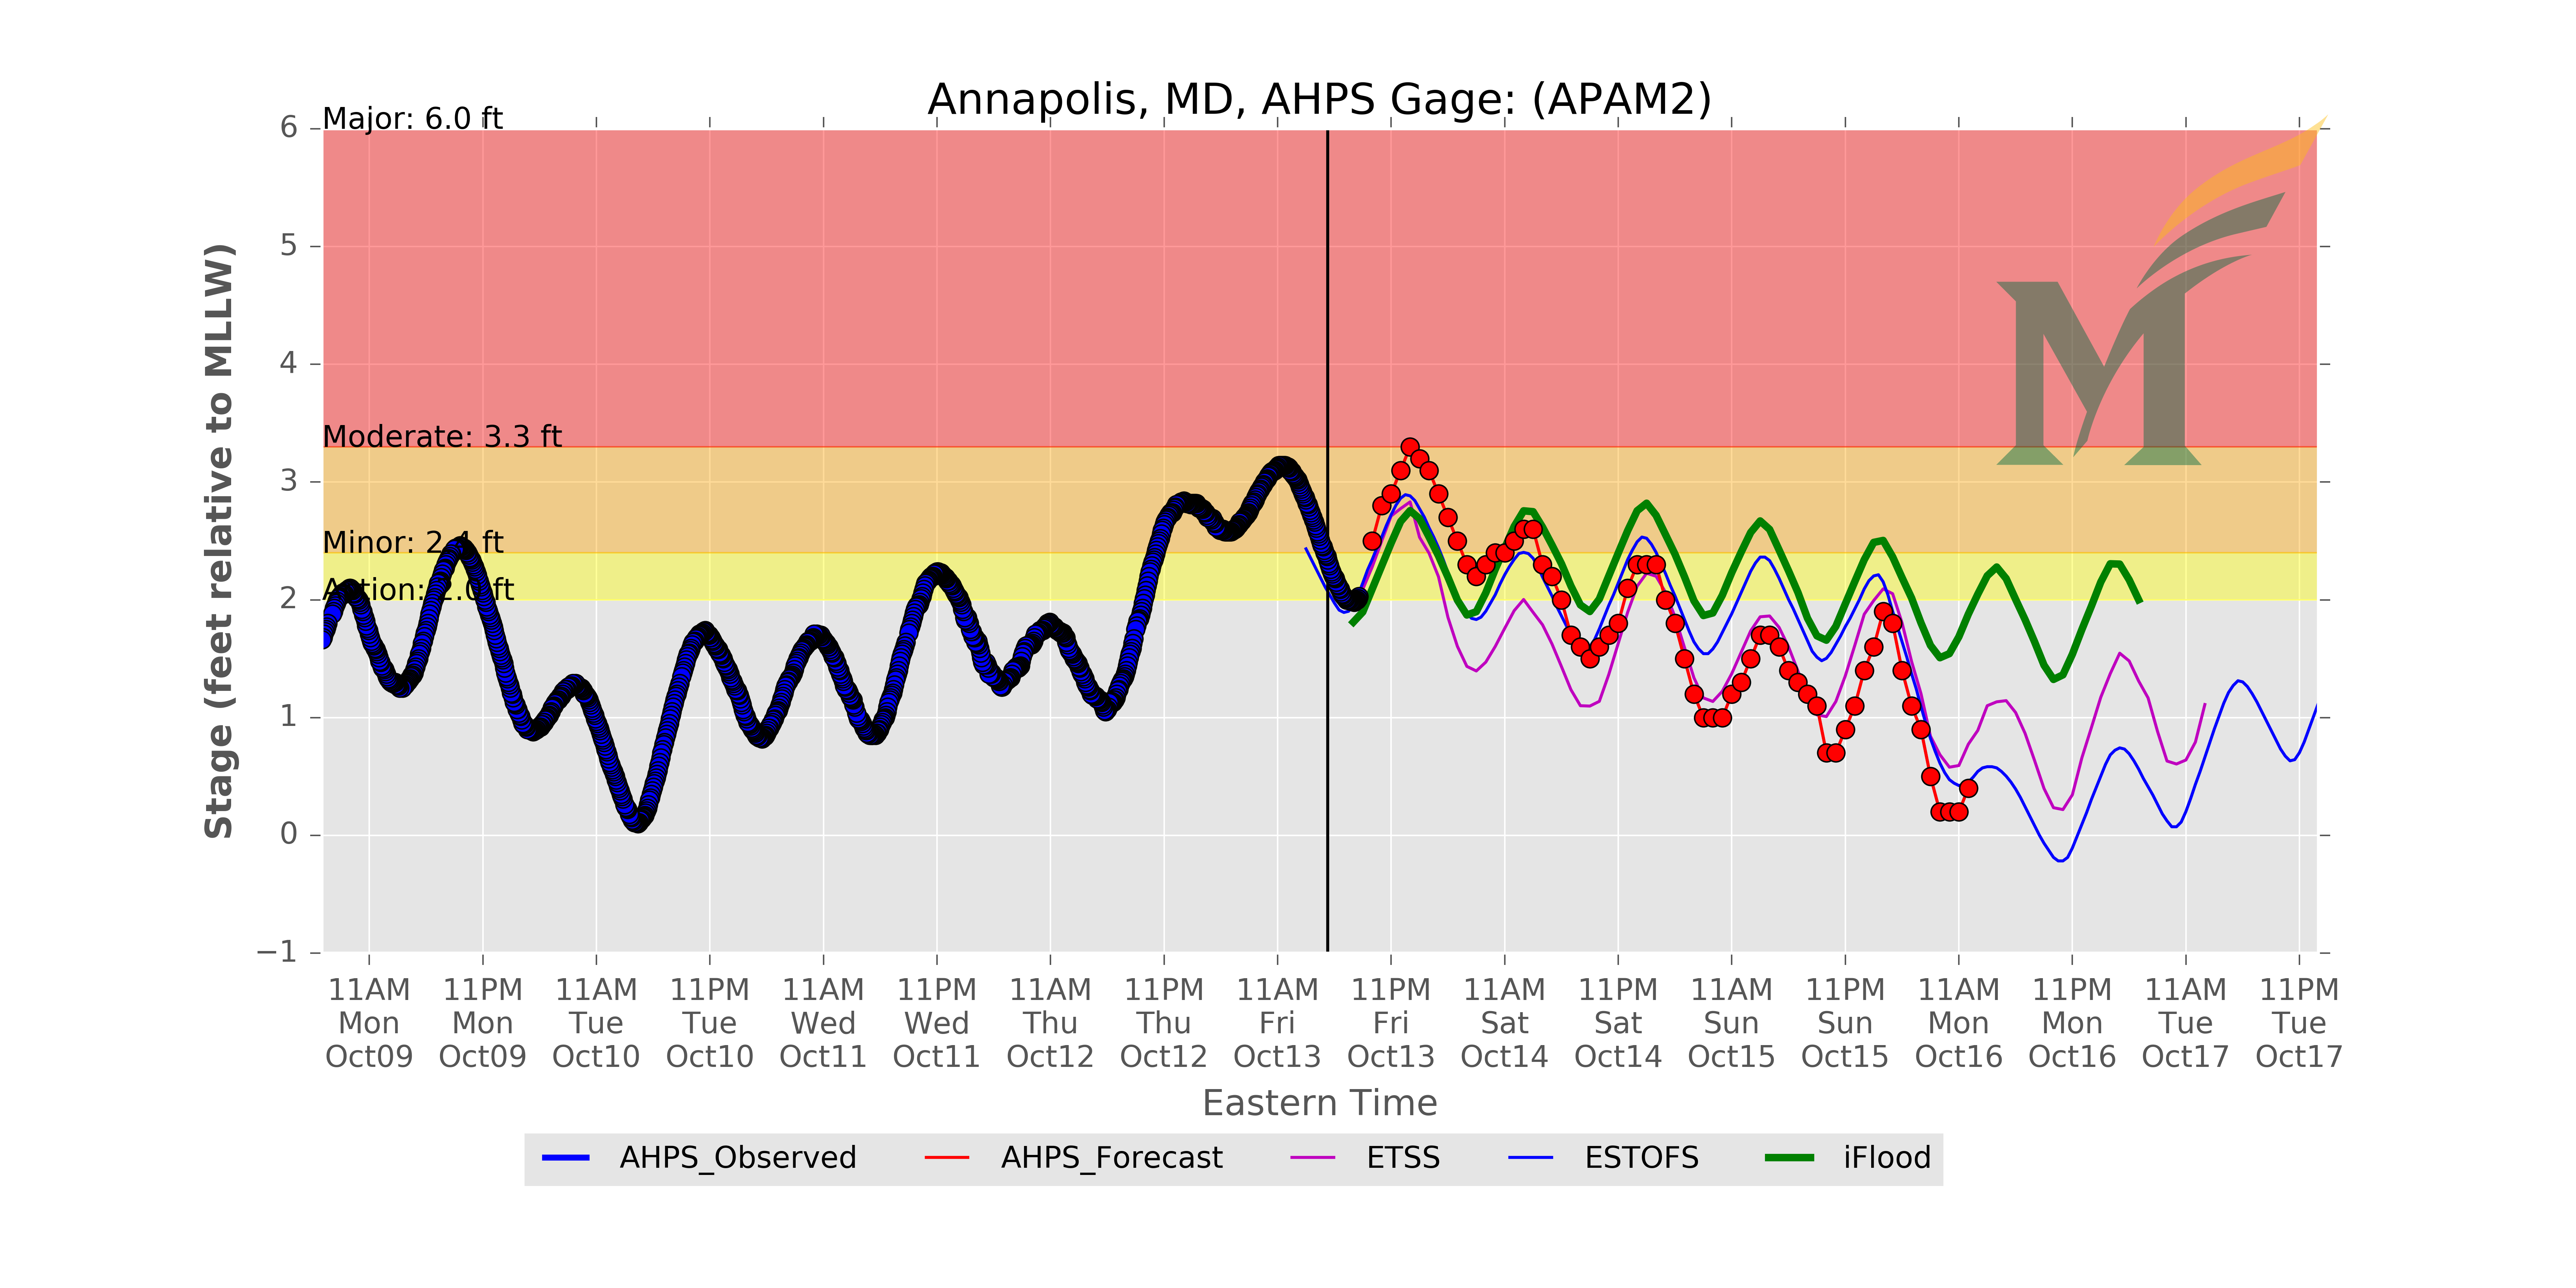 Annapolis, MD, AHPS Gage: (APAM2)
Major: 6.0 ft
Moderate: 3.3 ft
Minor: 2.4 ft
Action: 2.0 ft
6
5
4
3
2
1
0
−1
Stage (feet relative to MLLW)
11AM 11PM 11AM 11PM 11AM 11PM 11AM 11PM 11AM 11PM 11AM 11PM 11AM 11PM 11AM 11PM 11AM 11PM
Mon Mon Tue Tue Wed Wed Thu Thu Fri Fri Sat Sat Sun Sun Mon Mon Tue Tue
Oct09 Oct09 Oct10 Oct10 Oct11 Oct11 Oct12 Oct12 Oct13 Oct13 Oct14 Oct14 Oct15 Oct15 Oct16 Oct16 Oct17 Oct17
Eastern Time
AHPS_Observed AHPS_Forecast ETSS ESTOFS iFlood